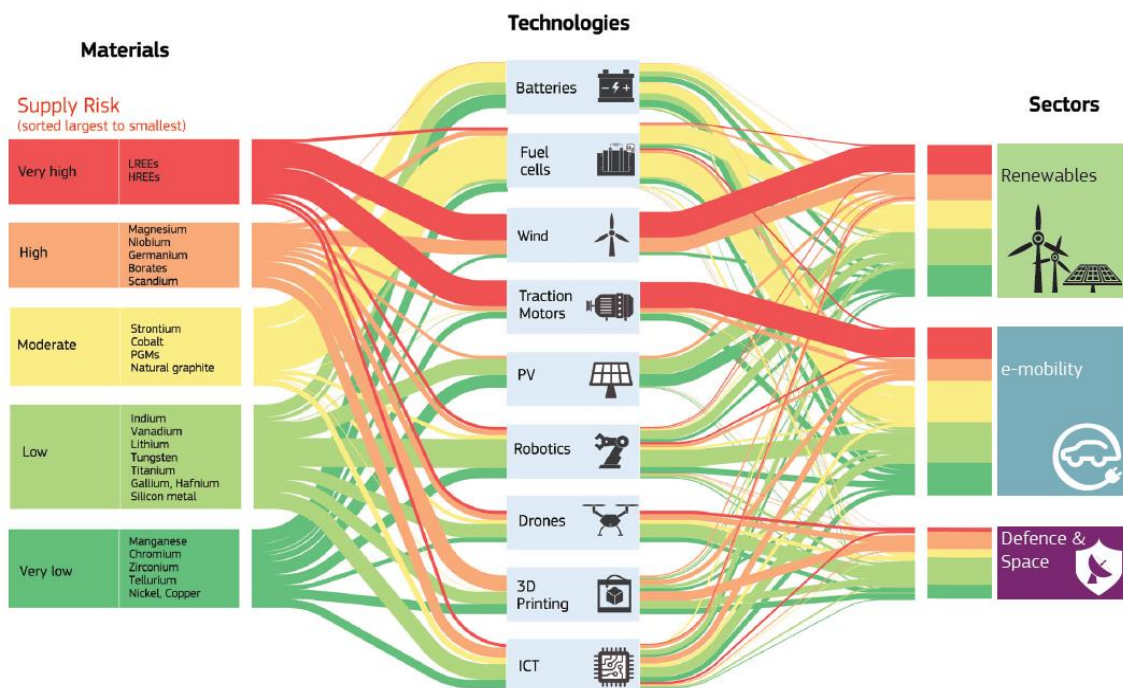 Technologies
Materials
Supply Risk
(sorted largest to smallest)
Very high
LREEs
HREEs
High
Magnesium
Niobium
Germanium
Borates
Scandium
Moderate
Strontium
Cobalt
PGMs
Natural graphite
Low
Indium
Vanadium
Lithium
Tungsten
Titanium
Gallium, Hafnium
Silicon metal
Very low
Manganese
Chromium
Zirconium
Tellurium
Nickel, Copper
Batteries
Fuel
cells
Wind
Traction
Motors
PV
Robotics
Drones
3D
Printing
ICT
Sectors
Renewables
e-mobility
Defence &
Space